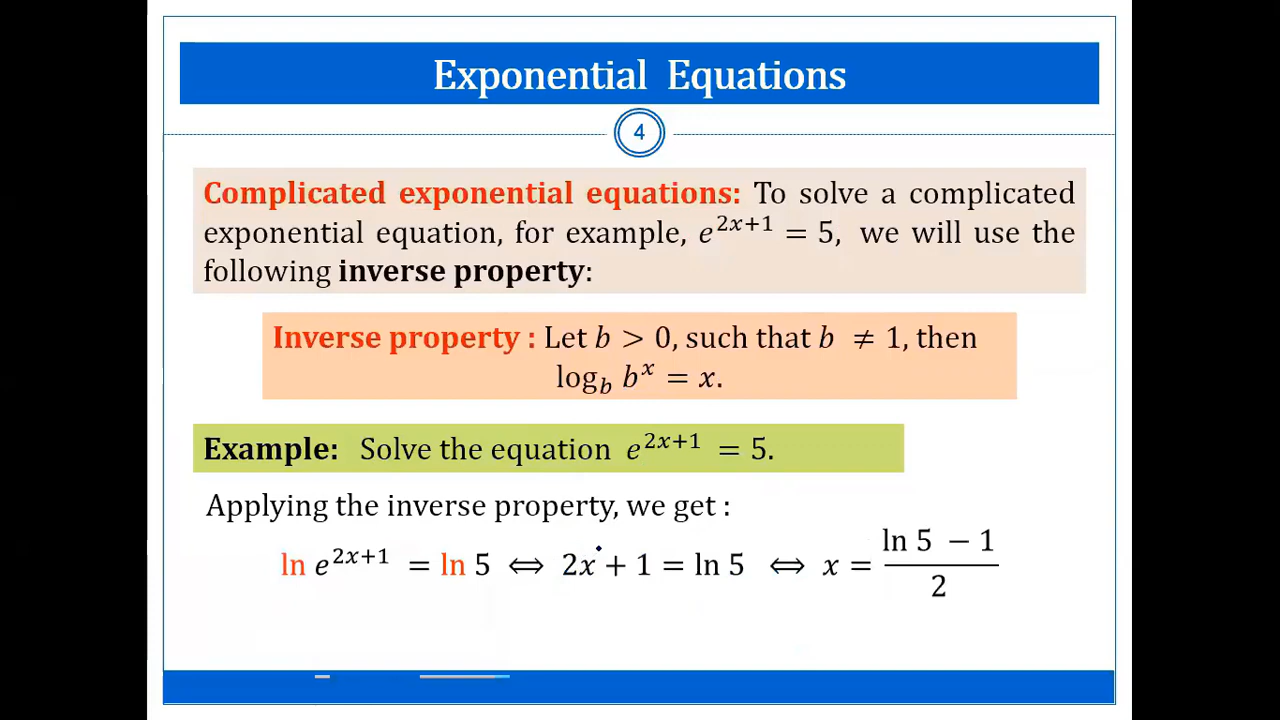 Exponential Equations
4
Complicated exponential equations: To solve a complicated
exponential equation, for example, e^{2x+1} = 5, we will use the
following inverse property:
Inverse property : Let b > 0, such that b ≠ 1, then
log_b b^x = x.
Example: Solve the equation e^{2x+1} = 5.
Applying the inverse property, we get :
ln e^{2x+1} = ln 5 ⟺ 2x + 1 = ln 5 ⟺ x = \frac{ln 5 − 1}{2}